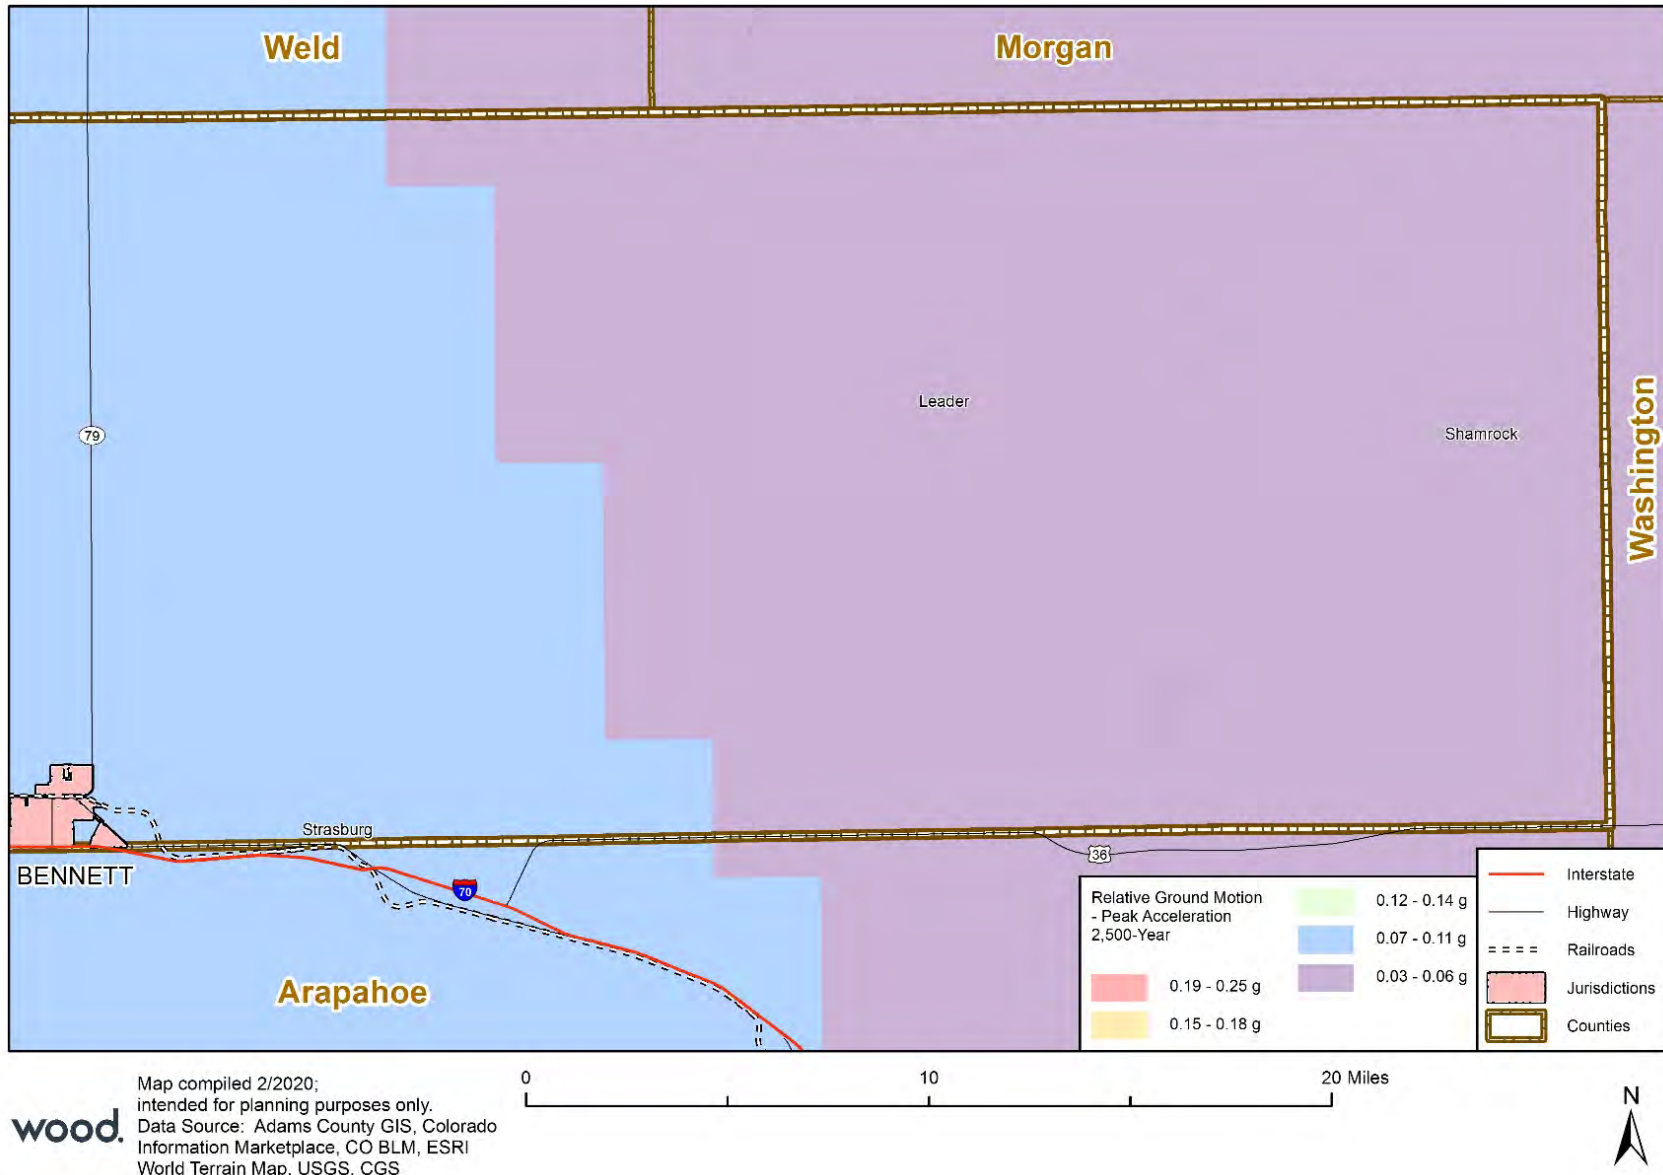 Weld
Morgan
79
Leader
Shamrock
Washington
Strasburg
BENNETT
36
70
Arapahoe
Relative Ground Motion
- Peak Acceleration
2,500-Year
0.19 - 0.25 g
0.15 - 0.18 g
0.12 - 0.14 g
0.07 - 0.11 g
0.03 - 0.06 g
Interstate
Highway
Railroads
Jurisdictions
Counties
0 10 20 Miles
N
wood.
Map compiled 2/2020;
intended for planning purposes only.
Data Source: Adams County GIS, Colorado
Information Marketplace, CO BLM, ESRI
World Terrain Map, USGS, CGS